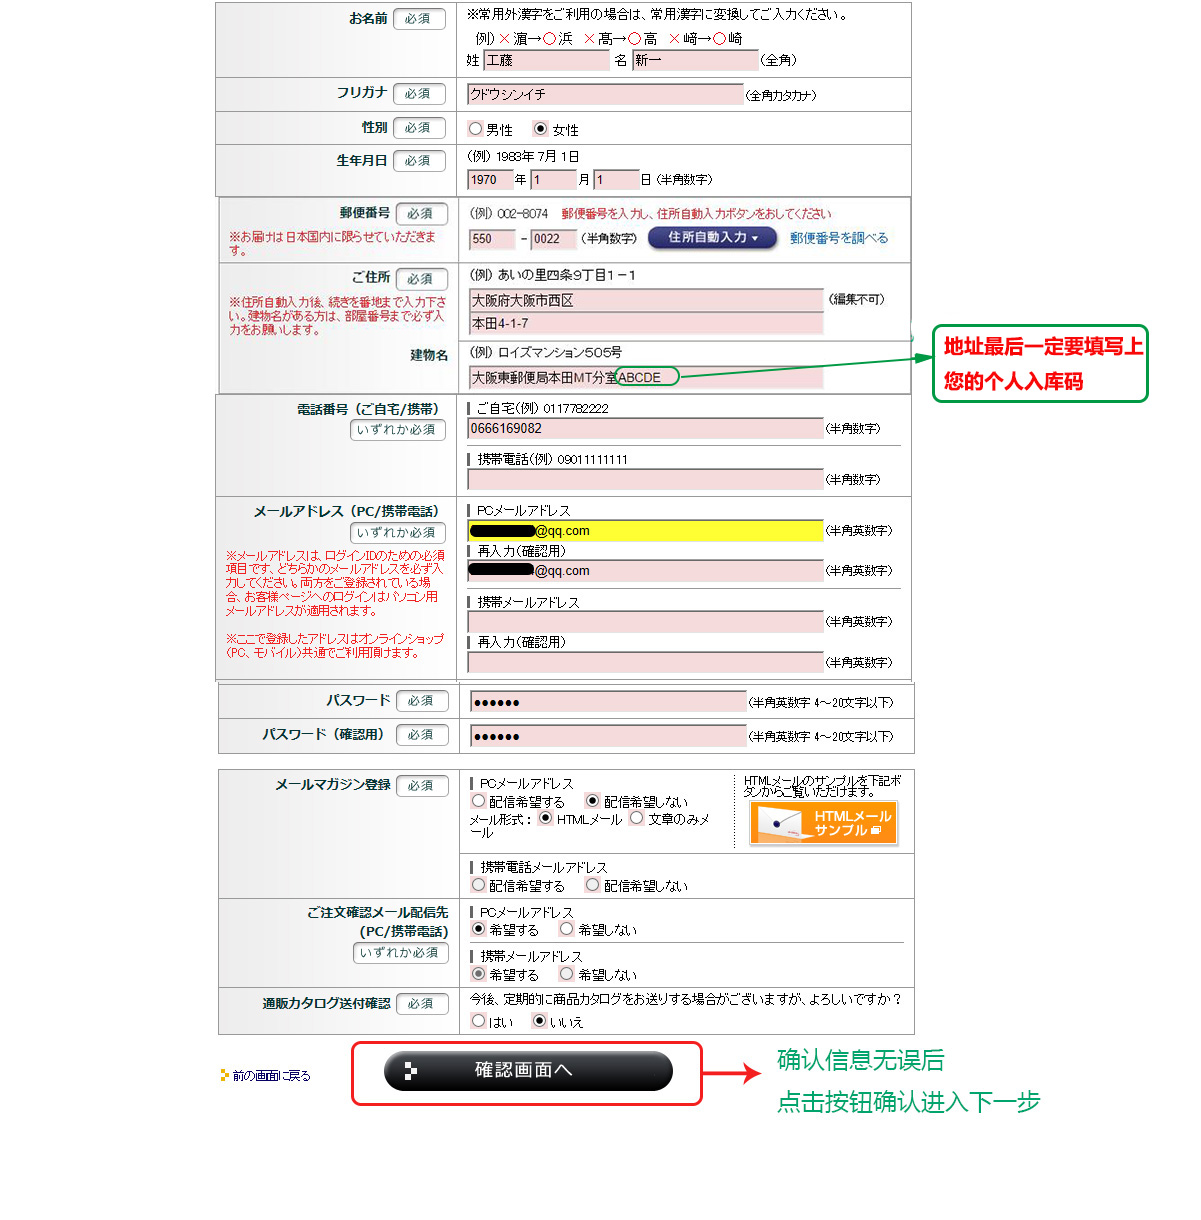 お名前 必須
※常用外漢字をご利用の場合は、常用漢字に変換してご入力ください。
例) ×濵→○浜 ×髙→○高 ×﨑→○崎
姓 工藤 名 新一 (全角)
フリガナ 必須 クドウシンイチ (全角カタカナ)
性別 必須 男性 女性
生年月日 必須 (例) 1983年 7月 1日
1970 年 1 月 1 日 (半角数字)
郵便番号 必須 (例) 002-8074 郵便番号を入力し、住所自動入力ボタンをおしてください
※お届けは日本国内に限らせていただきま
す。
550 - 0022 (半角数字) 住所自動入力 郵便番号を調べる
ご住所 必須 (例) あいの里四条9丁目1-1
※住所自動入力後、続きを番地まで入力下さ
い。建物名がある方は、部屋番号まで必ず入
力をお願いします。
大阪府大阪市西区 (編集不可)
本田4-1-7
建物名 (例) ロイズマンション505号
大阪東郵便局本田MT分室ABCDE
地址最后一定要填写上
您的个人入库码
電話番号(ご自宅/携帯)
いずれか必須
ご自宅(例) 0117782222
0666169082 (半角数字)
携帯電話(例) 09011111111
(半角数字)
メールアドレス(PC/携帯電話)
いずれか必須
※メールアドレスは、ログインIDのための必須
項目です、どちらかのメールアドレスを必ず入
力してください。両方をご登録されている場
合、お客様ページへのログインはパソコン用
メールアドレスが適用されます。
※ここで登録したアドレスはオンラインショップ
(PC、モバイル)共通でご利用頂けます。
PCメールアドレス
@qq.com (半角英数字)
再入力(確認用)
@qq.com (半角英数字)
携帯メールアドレス
(半角英数字)
再入力(確認用)
(半角英数字)
パスワード 必須 ●●●●●● (半角英数字 4～20文字以下)
パスワード(確認用) 必須 ●●●●●● (半角英数字 4～20文字以下)
メールマガジン登録 必須
PCメールアドレス
配信希望する 配信希望しない
メール形式: HTMLメール 文章のみメ
ール
HTMLメールのサンプルを下記ボ
タンからご覧いただけます。
HTMLメール
サンプル
携帯電話メールアドレス
配信希望する 配信希望しない
ご注文確認メール配信先
(PC/携帯電話)
いずれか必須
PCメールアドレス
希望する 希望しない
携帯メールアドレス
希望する 希望しない
通販カタログ送付確認 必須
今後、定期的に商品カタログをお送りする場合がございますが、よろしいですか?
はい いいえ
前の画面に戻る
確認画面へ
确认信息无误后
点击按钮确认进入下一步